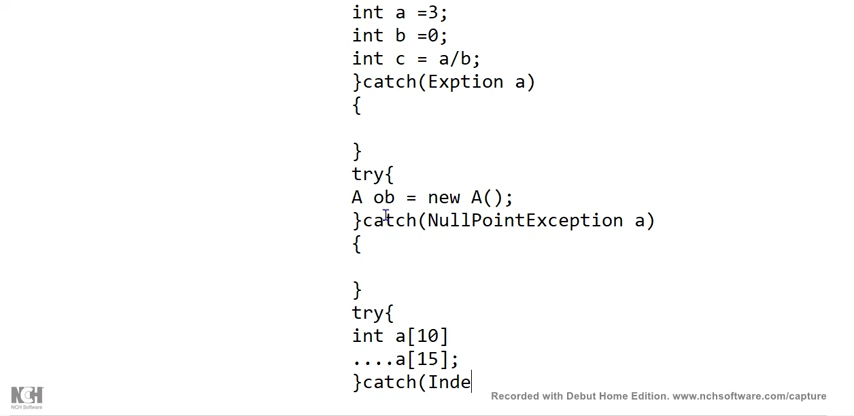 int a =3;
int b =0;
int c = a/b;
}catch(Exption a)
{
}
try{
A ob = new A();
}catch(NullPointException a)
{
}
try{
int a[10]
....a[15];
}catch(Inde
NCH
NCH Software
Recorded with Debut Home Edition. www.nchsoftware.com/capture